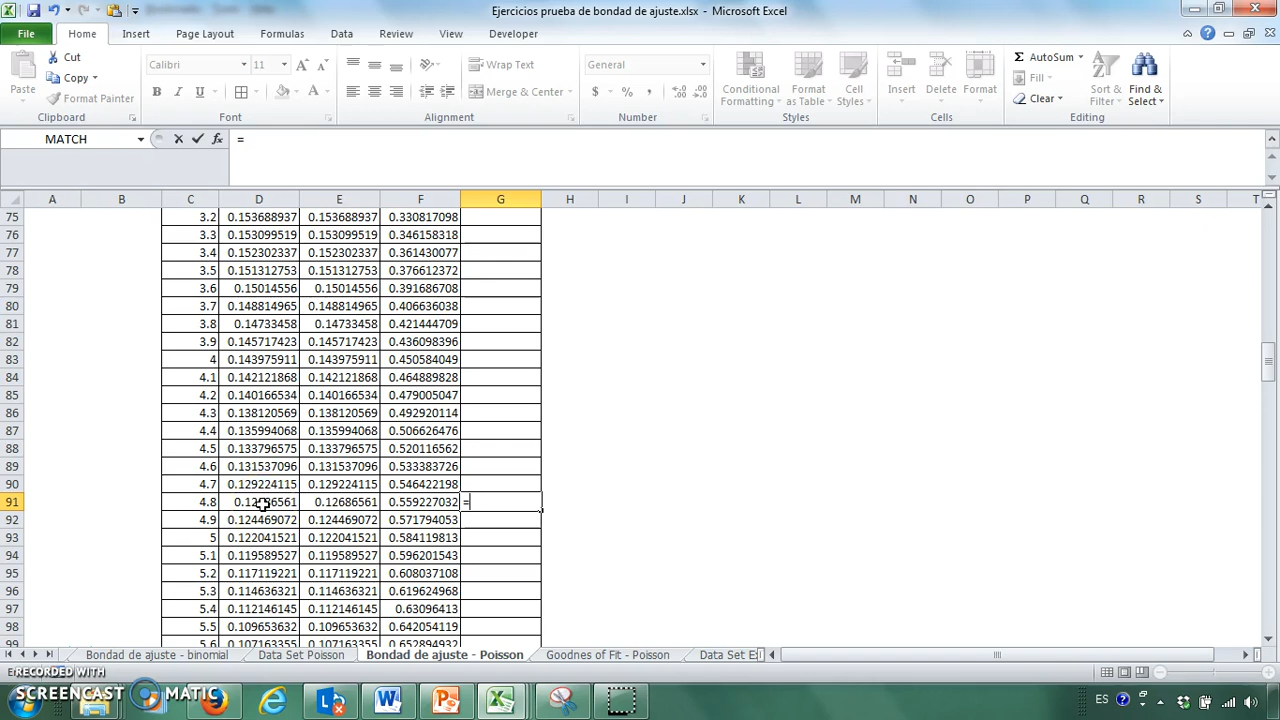 Ejercicios prueba de bondad de ajuste.xlsx - Microsoft Excel
File Home Insert Page Layout Formulas Data Review View Developer
Cut
Copy
Format Painter
Paste
Clipboard
Calibri 11
B I U
Font
Wrap Text
Merge & Center
Alignment
General
$ % ,
Number
Conditional Formatting
Format as Table
Cell Styles
Styles
Insert Delete Format
Cells
AutoSum
Fill
Clear
Sort & Filter
Find & Select
Editing
MATCH fx =
A B C D E F G H I J K L M N O P Q R S T
75 3.2 0.153688937 0.153688937 0.330817098
76 3.3 0.153099519 0.153099519 0.346158318
77 3.4 0.152302337 0.152302337 0.361430077
78 3.5 0.151312753 0.151312753 0.376612372
79 3.6 0.15014556 0.15014556 0.391686708
80 3.7 0.148814965 0.148814965 0.406636038
81 3.8 0.14733458 0.14733458 0.421444709
82 3.9 0.145717423 0.145717423 0.436098396
83 4 0.143975911 0.143975911 0.450584049
84 4.1 0.142121868 0.142121868 0.464889828
85 4.2 0.140166534 0.140166534 0.479005047
86 4.3 0.138120569 0.138120569 0.492920114
87 4.4 0.135994068 0.135994068 0.506626476
88 4.5 0.133796575 0.133796575 0.520116562
89 4.6 0.131537096 0.131537096 0.533383726
90 4.7 0.129224115 0.129224115 0.546422198
91 4.8 0.12686561 0.559227032 =
92 4.9 0.124469072 0.124469072 0.571794053
93 5 0.122041521 0.122041521 0.584119813
94 5.1 0.119589527 0.119589527 0.596201543
95 5.2 0.117119221 0.117119221 0.608037108
96 5.3 0.114636321 0.114636321 0.619624968
97 5.4 0.112146145 0.112146145 0.63096413
98 5.5 0.109653632 0.109653632 0.642054119
99 5.6 0.107163355 0.107163355 0.652894932
Bondad de ajuste - binomial Data Set Poisson Bondad de ajuste - Poisson Goodnes of Fit - Poisson Data Set E
RECORDED WITH
SCREENCAST MATIC
ES